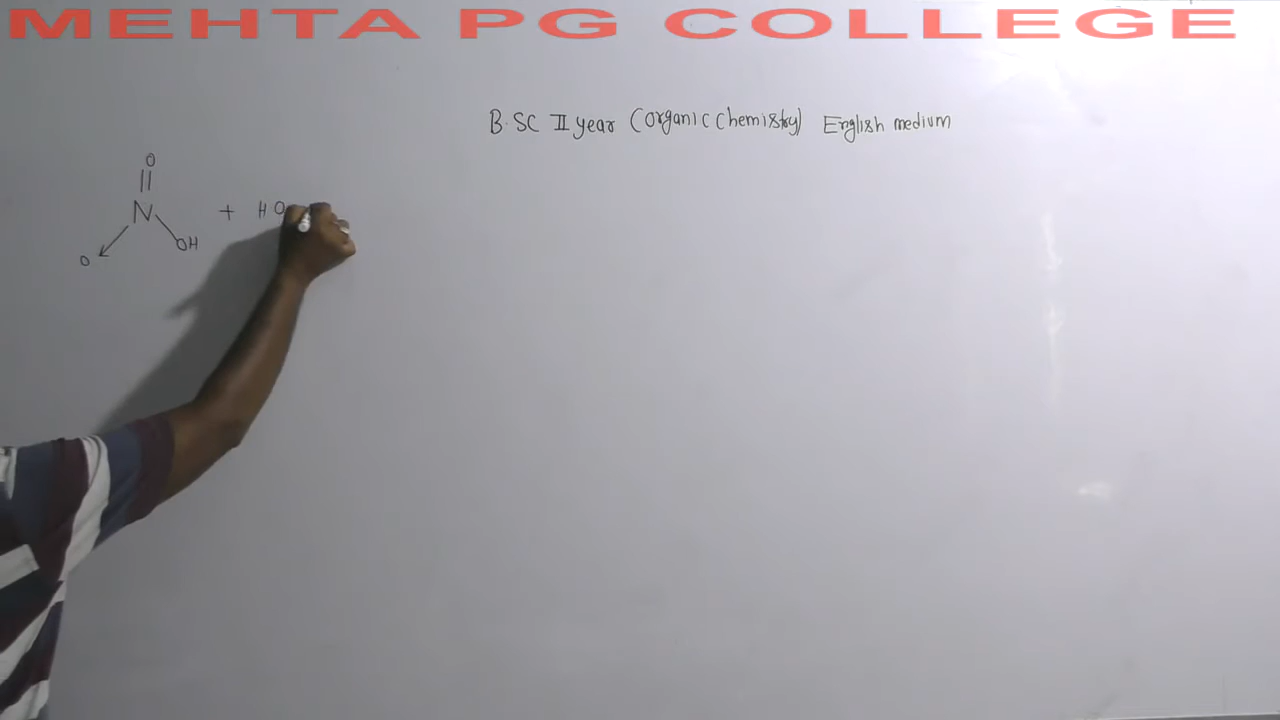 MEHTA PG COLLEGE
B.SC II year (Organic Chemistry) English medium
O
N + HO
O OH